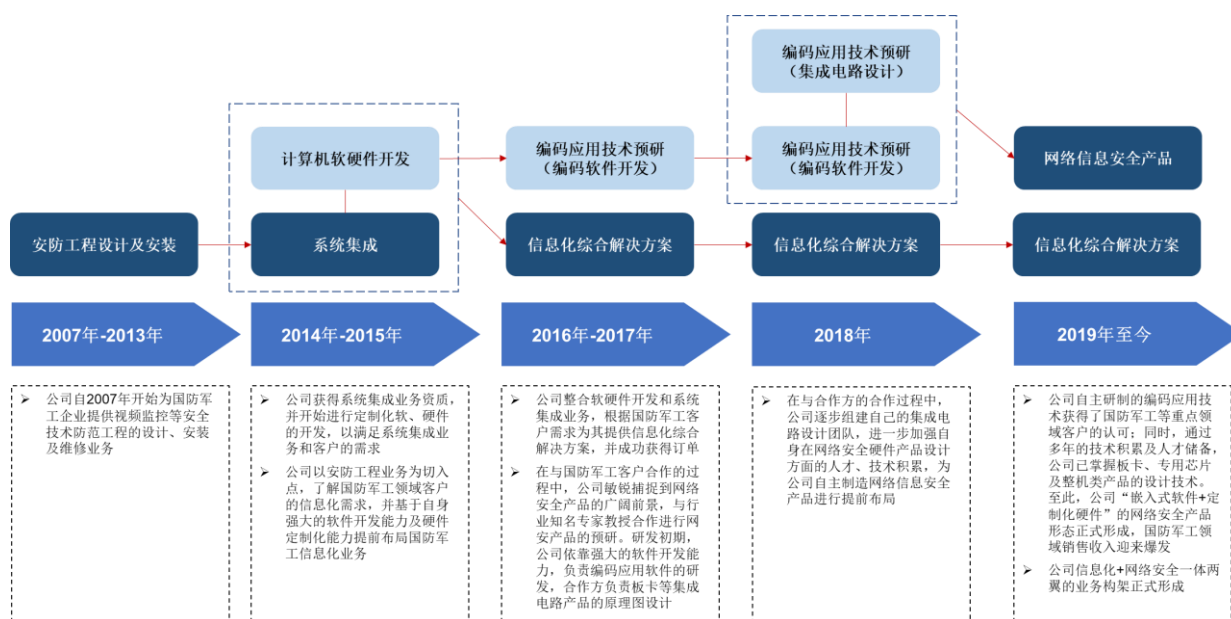 编码应用技术预研
（集成电路设计）
计算机软硬件开发
编码应用技术预研
（编码软件开发）
编码应用技术预研
（编码软件开发）
网络信息安全产品
安防工程设计及安装
系统集成
信息化综合解决方案
信息化综合解决方案
信息化综合解决方案
2007年-2013年
2014年-2015年
2016年-2017年
2018年
2019年至今
➢ 公司自2007年开始为国防军
工企业提供视频监控等安全
技术防范工程的设计、安装
及维修业务
➢ 公司获得系统集成业务资质，
并开始进行定制化软、硬件
的开发，以满足系统集成业
务和客户的需求
➢ 公司以安防工程业务为切入
点，了解国防军工领域客户
的信息化需求，并基于自身
强大的软件开发能力及硬件
定制化能力提前布局国防军
工信息化业务
➢ 公司整合软硬件开发和系统
集成业务，根据国防军工客
户需求为其提供信息化综合
解决方案，并成功获得订单
➢ 在与国防军工客户合作的过
程中，公司敏锐捕捉到网络
安全产品的广阔前景，与行
业知名专家教授合作进行网
安产品的预研。研发初期，
公司依靠强大的软件开发能
力，负责编码应用软件的研
发，合作方负责板卡等集成
电路产品的原理图设计
➢ 在与合作方的合作过程中，
公司逐步组建自己的集成电
路设计团队，进一步加强自
身在网络安全硬件产品设计
方面的人才、技术积累，为
公司自主制造网络信息安全
产品进行提前布局
➢ 公司自主研制的编码应用技
术获得了国防军工等重点领
域客户的认可；同时，通过
多年的技术积累及人才储备，
公司已掌握板卡、专用芯片
及整机类产品的设计技术。
至此，公司“嵌入式软件+定
制化硬件”的网络安全产品
形态正式形成，国防军工领
域销售收入迎来爆发
➢ 公司信息化+网络安全一体两
翼的业务构架正式形成